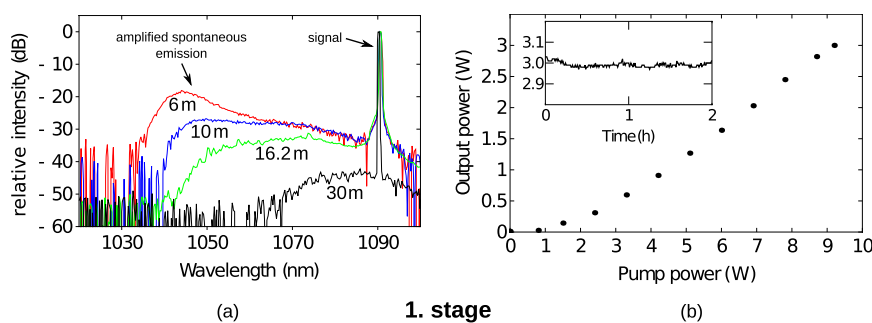 amplified spontaneous
emission
signal
relative intensity (dB)
0
- 10
- 20
- 30
- 40
- 50
- 60
6 m
10 m
16.2 m
30 m
1030
1050
1070
1090
Wavelength (nm)
(a)
1. stage
Output power (W)
3
2.5
2
1.5
1
0.5
0
3.1
3.0
2.9
0
1
2
Time (h)
0
1
2
3
4
5
6
7
8
9
10
Pump power (W)
(b)